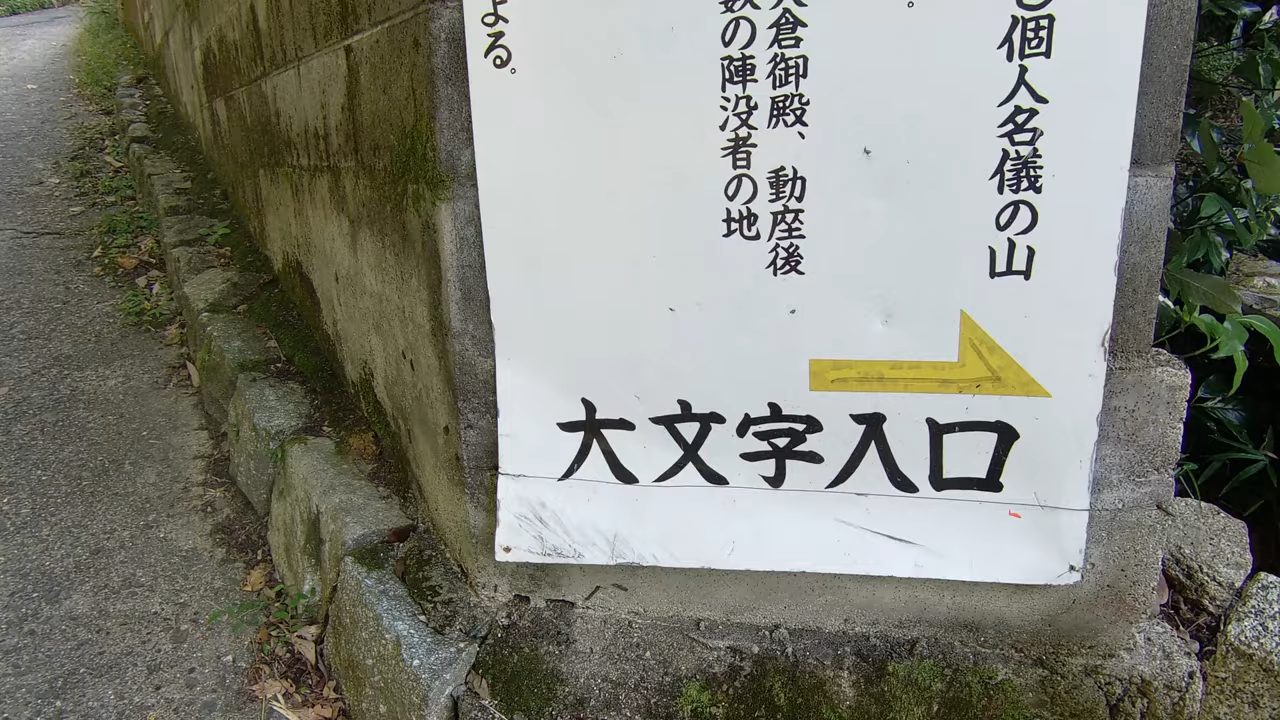 個人名儀の山
倉御殿、動座後
の陣没者の地
よる。
大文字入口